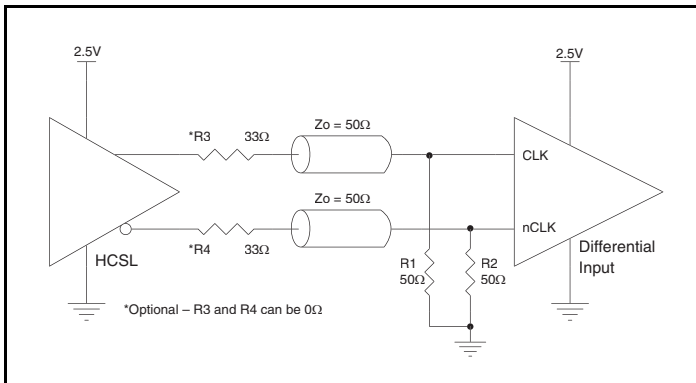 2.5V
2.5V
Zo = 50Ω
*R3 33Ω
CLK
Zo = 50Ω
nCLK
*R4 33Ω
HCSL
R1
50Ω
R2
50Ω
Differential
Input
*Optional – R3 and R4 can be 0Ω